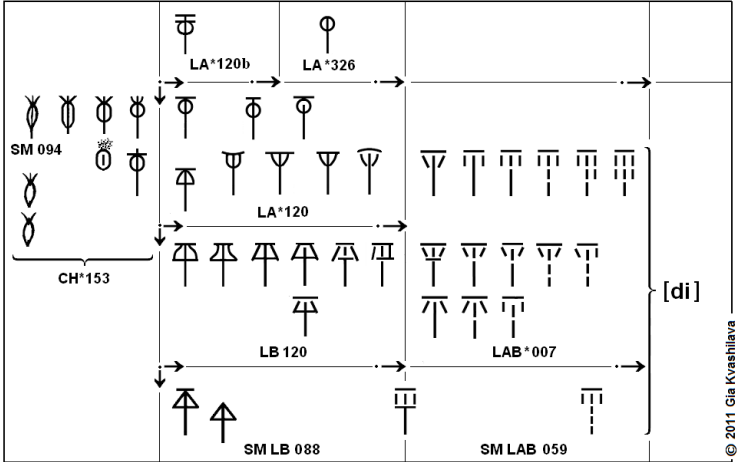 LA*120b
LA*326
SM 094
LA*120
CH*153
[di]
LB 120
LAB*007
SM LB 088
SM LAB 059
© 2011 Gia Kvashilava